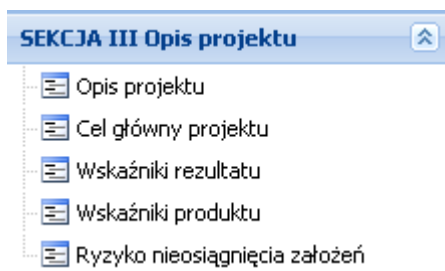 SEKCJA III Opis projektu
Opis projektu
Cel główny projektu
Wskaźniki rezultatu
Wskaźniki produktu
Ryzyko nieosiągnięcia założeń